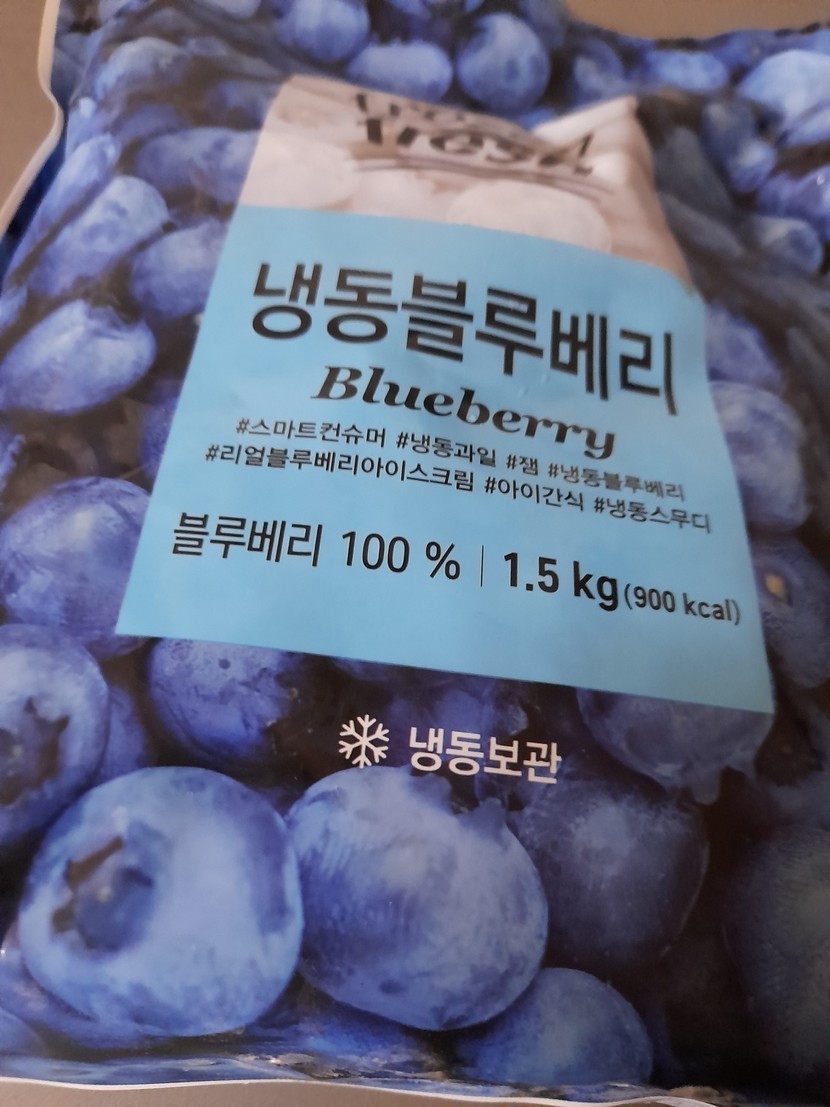 냉동블루베리
Blueberry
#스마트컨슈머 #냉동과일 #잼 #냉동블루베리
#리얼블루베리아이스크림 #아이간식 #냉동스무디
블루베리 100 % | 1.5 kg(900 kcal)
냉동보관